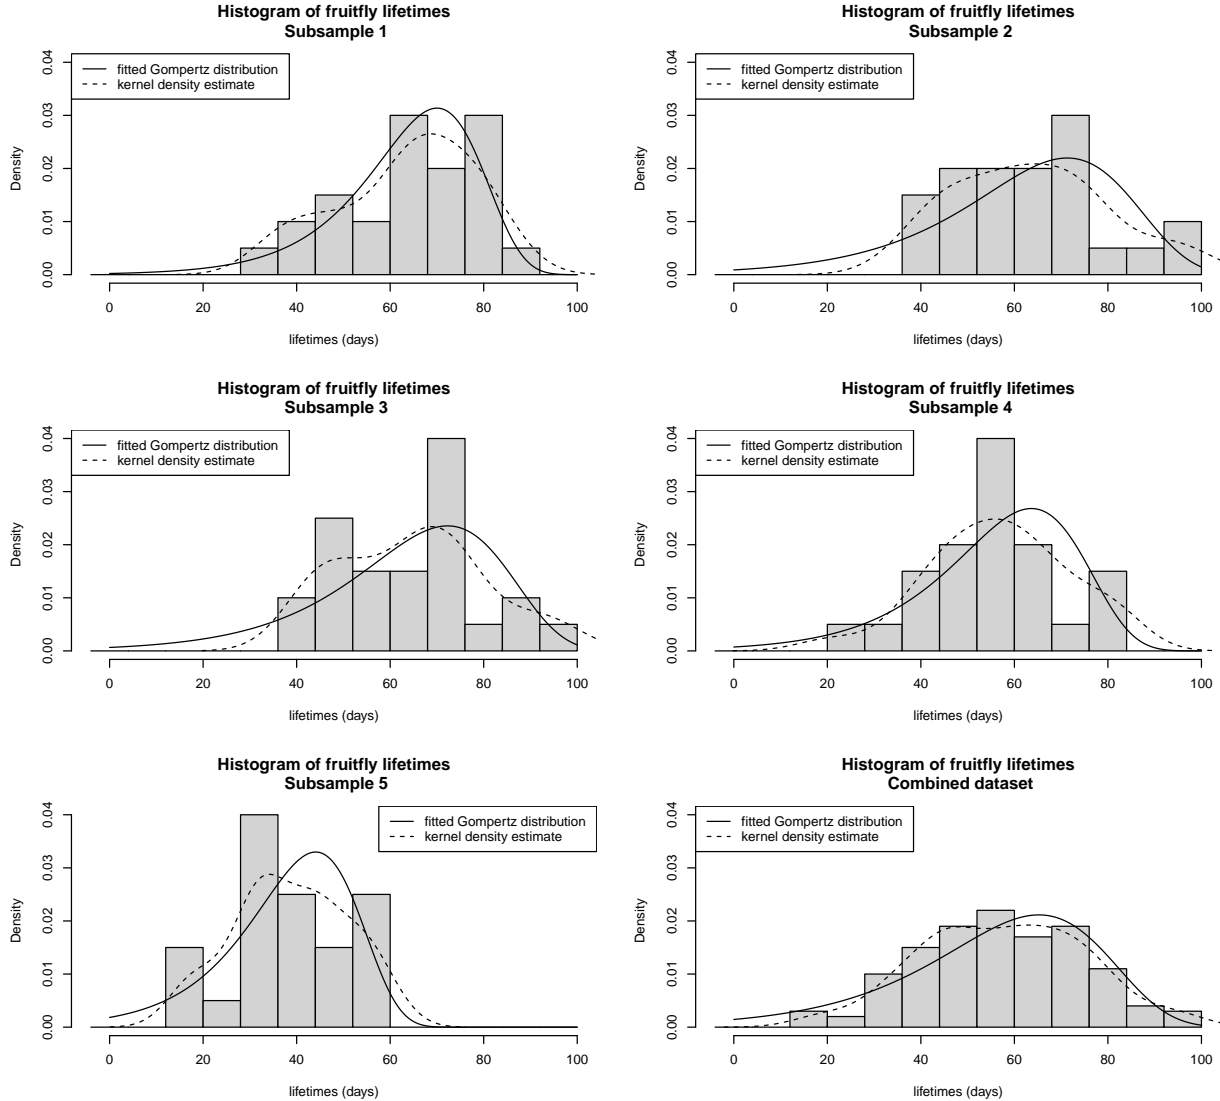 Histogram of fruitfly lifetimes
Subsample 1
fitted Gompertz distribution
kernel density estimate
Density
0.00 0.01 0.02 0.03 0.04
0 20 40 60 80 100
lifetimes (days)
Histogram of fruitfly lifetimes
Subsample 2
fitted Gompertz distribution
kernel density estimate
Density
0.00 0.01 0.02 0.03 0.04
0 20 40 60 80 100
lifetimes (days)
Histogram of fruitfly lifetimes
Subsample 3
fitted Gompertz distribution
kernel density estimate
Density
0.00 0.01 0.02 0.03 0.04
0 20 40 60 80 100
lifetimes (days)
Histogram of fruitfly lifetimes
Subsample 4
fitted Gompertz distribution
kernel density estimate
Density
0.00 0.01 0.02 0.03 0.04
0 20 40 60 80 100
lifetimes (days)
Histogram of fruitfly lifetimes
Subsample 5
fitted Gompertz distribution
kernel density estimate
Density
0.00 0.01 0.02 0.03 0.04
0 20 40 60 80 100
lifetimes (days)
Histogram of fruitfly lifetimes
Combined dataset
fitted Gompertz distribution
kernel density estimate
Density
0.00 0.01 0.02 0.03 0.04
0 20 40 60 80 100
lifetimes (days)